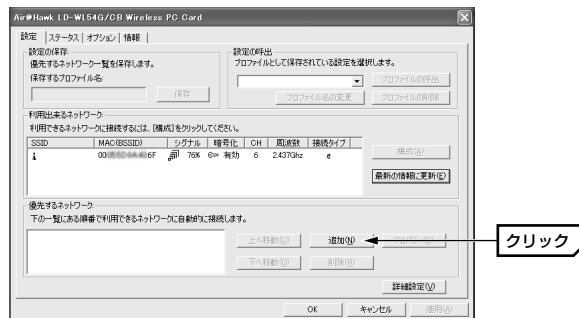 Air@Hawk LD-WL54G/CB Wireless PC Card
設定 ステータス オプション 情報
設定の保存
優先するネットワーク一覧を保存します。
保存するプロファイル名
保存
設定の呼出
プロファイルとして保存されている設定を選択します。
プロファイルの呼出
プロファイル名の変更 プロファイルの削除
利用出来るネットワーク
利用できるネットワークに接続するには、[構成]をクリックしてください。
SSID MAC(BSSID) シグナル 暗号化 CH 周波数 接続タイプ
76% 有効 6 2.437Ghz
構成(A)
最新の情報に更新(E)
優先するネットワーク
下の一覧にある順番で利用できるネットワークに自動的に接続します。
上へ移動(U) 追加(N)
下へ移動(D) 削除(R)
クリック
詳細設定(V)
OK キャンセル 適用(A)